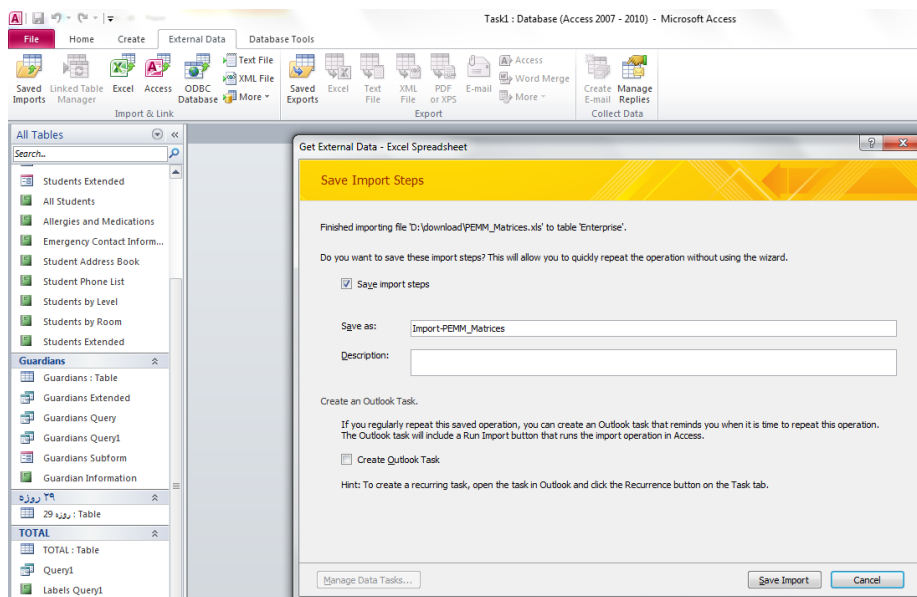 Task1 : Database (Access 2007 - 2010) - Microsoft Access
File Home Create External Data Database Tools
Saved Imports
Linked Table Manager
Excel
Access
ODBC Database
Text File
XML File
More
Import & Link
Saved Exports
Excel
Text File
XML File
PDF or XPS
E-mail
Access
Word Merge
More
Export
Create E-mail
Manage Replies
Collect Data
All Tables
Search...
Students Extended
All Students
Allergies and Medications
Emergency Contact Inform...
Student Address Book
Student Phone List
Students by Level
Students by Room
Students Extended
Guardians
Guardians : Table
Guardians Extended
Guardians Query
Guardians Query1
Guardians Subform
Guardian Information
۲۹ روزه
29 روزه : Table
TOTAL
TOTAL : Table
Query1
Labels Query1
Get External Data - Excel Spreadsheet
Save Import Steps
Finished importing file 'D:\download\PEMM_Matrices.xls' to table 'Enterprise'.
Do you want to save these import steps? This will allow you to quickly repeat the operation without using the wizard.
Save import steps
Save as: Import-PEMM_Matrices
Description:
Create an Outlook Task.
If you regularly repeat this saved operation, you can create an Outlook task that reminds you when it is time to repeat this operation.
The Outlook task will include a Run Import button that runs the import operation in Access.
Create Outlook Task
Hint: To create a recurring task, open the task in Outlook and click the Recurrence button on the Task tab.
Manage Data Tasks... Save Import Cancel